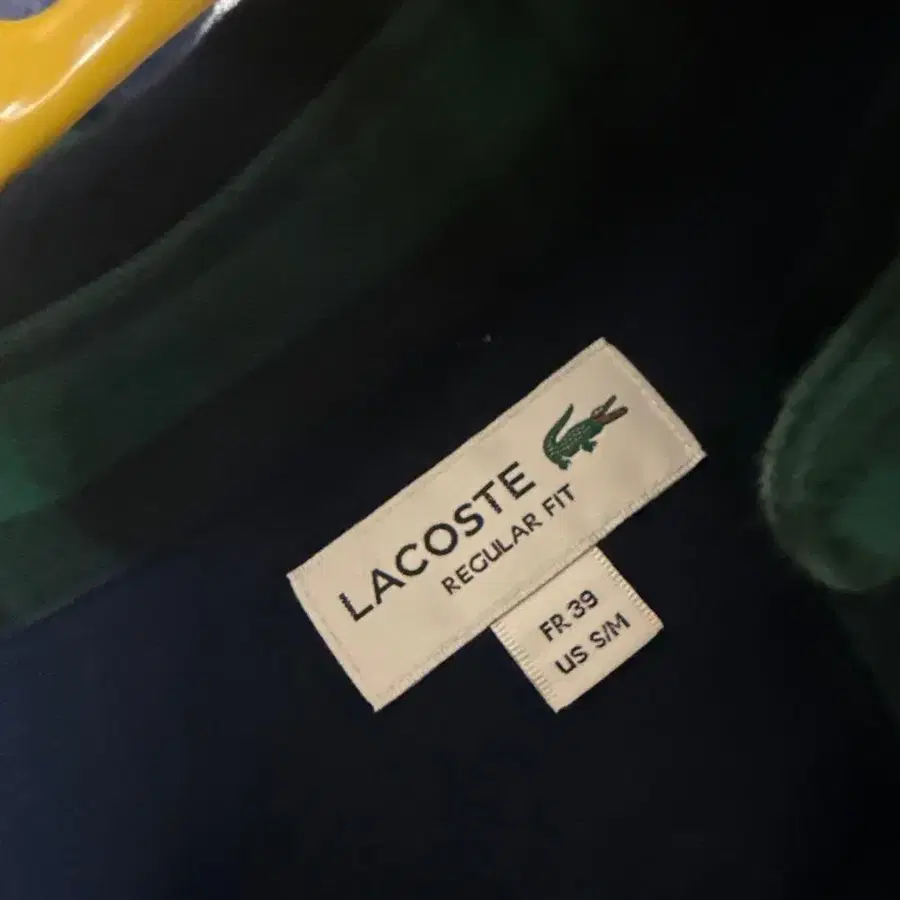 LACOSTE
REGULAR FIT
FR 39
US S/M